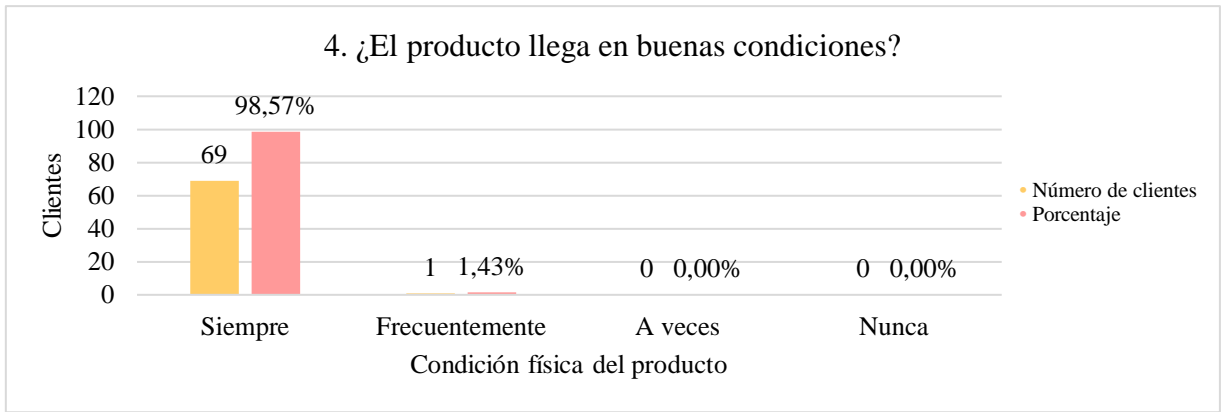 4. ¿El producto llega en buenas condiciones?
120
100
80
60
40
20
0
Clientes
69
98,57%
1
1,43%
0
0,00%
0
0,00%
Siempre
Frecuentemente
A veces
Nunca
Condición física del producto
Número de clientes
Porcentaje